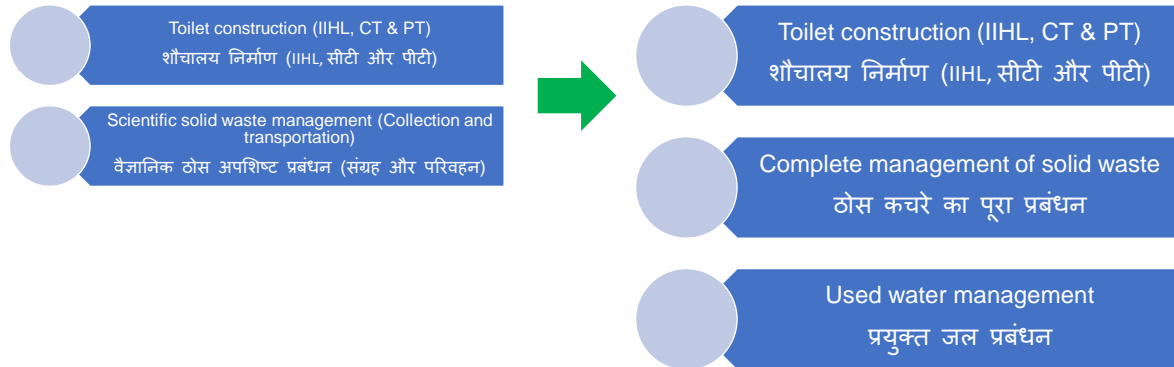 Toilet construction (IIHL, CT & PT)
शौचालय निर्माण (IIHL, सीटी और पीटी)
Scientific solid waste management (Collection and
transportation)
वैज्ञानिक ठोस अपशिष्ट प्रबंधन (संग्रह और परिवहन)
Toilet construction (IIHL, CT & PT)
शौचालय निर्माण (IIHL, सीटी और पीटी)
Complete management of solid waste
ठोस कचरे का पूरा प्रबंधन
Used water management
प्रयुक्त जल प्रबंधन